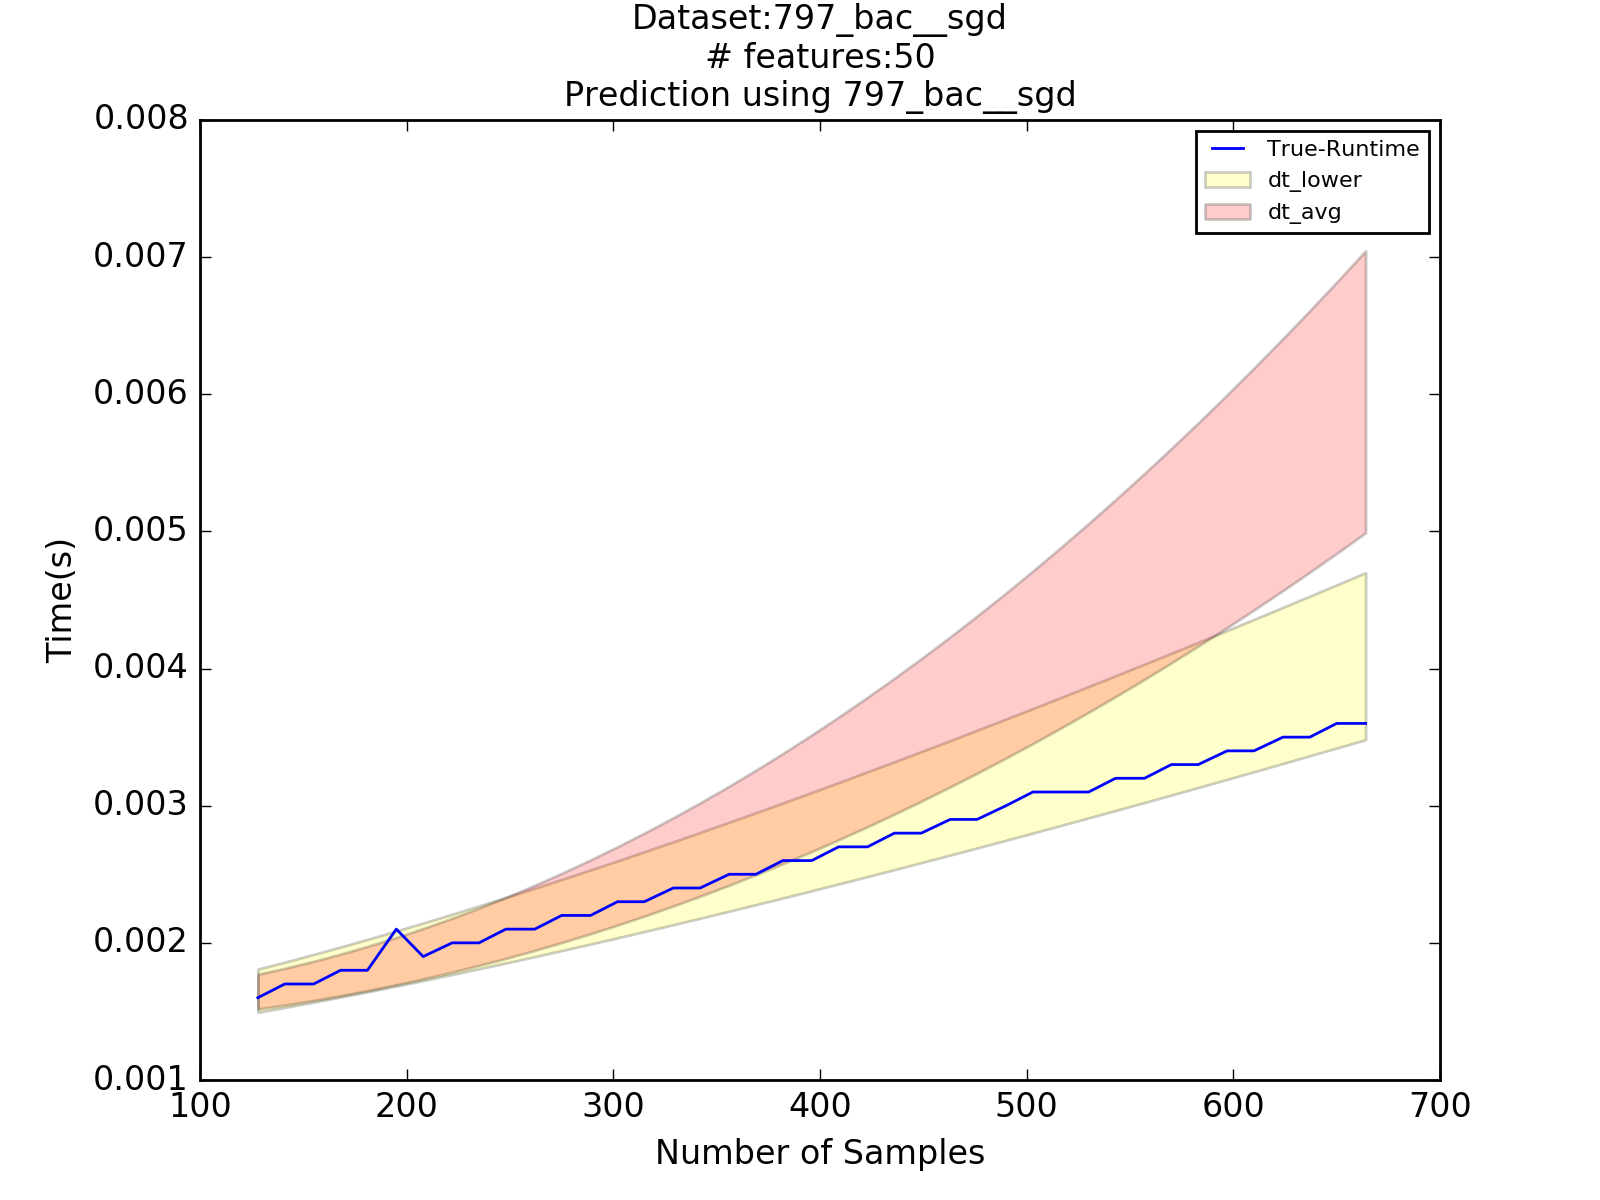 Dataset:797_bac__sgd
# features:50
Prediction using 797_bac__sgd
True-Runtime
dt_lower
dt_avg
0.008
0.007
0.006
0.005
0.004
0.003
0.002
0.001
Time(s)
100 200 300 400 500 600 700
Number of Samples